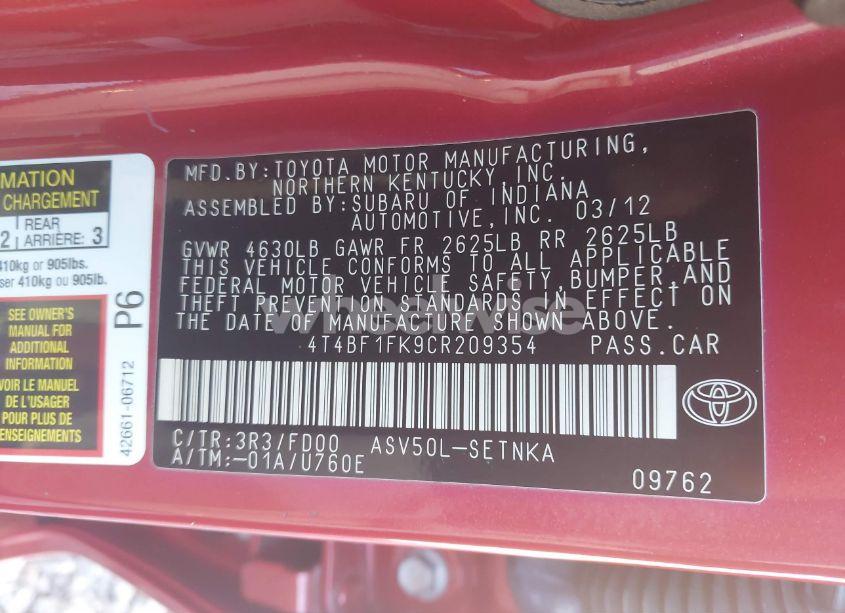 MATION
CHARGEMENT
2 REAR
ARRIÈRE: 3
410kg or 905lbs.
ser 410kg ou 905lb.
SEE OWNER'S
MANUAL FOR
ADDITIONAL
INFORMATION
VOIR LE MANUEL
DE L'USAGER
POUR PLUS DE
ENSEIGNEMENTS
P6
42661-06712
MFD.BY:TOYOTA MOTOR MANUFACTURING,
NORTHERN KENTUCKY, INC.
ASSEMBLED BY:SUBARU OF INDIANA
AUTOMOTIVE,INC. 03/12
GVWR 4630LB GAWR FR 2625LB RR 2625LB
THIS VEHICLE CONFORMS TO ALL APPLICABLE
FEDERAL MOTOR VEHICLE SAFETY,BUMPER,AND
THEFT PREVENTION STANDARDS IN EFFECT ON
THE DATE OF MANUFACTURE SHOWN ABOVE.
4T4BF1FK9CR209354 PASS.CAR
C/TR:3R3/FD00 ASV50L-SETNKA
A/TM:-01A/U760E
09762